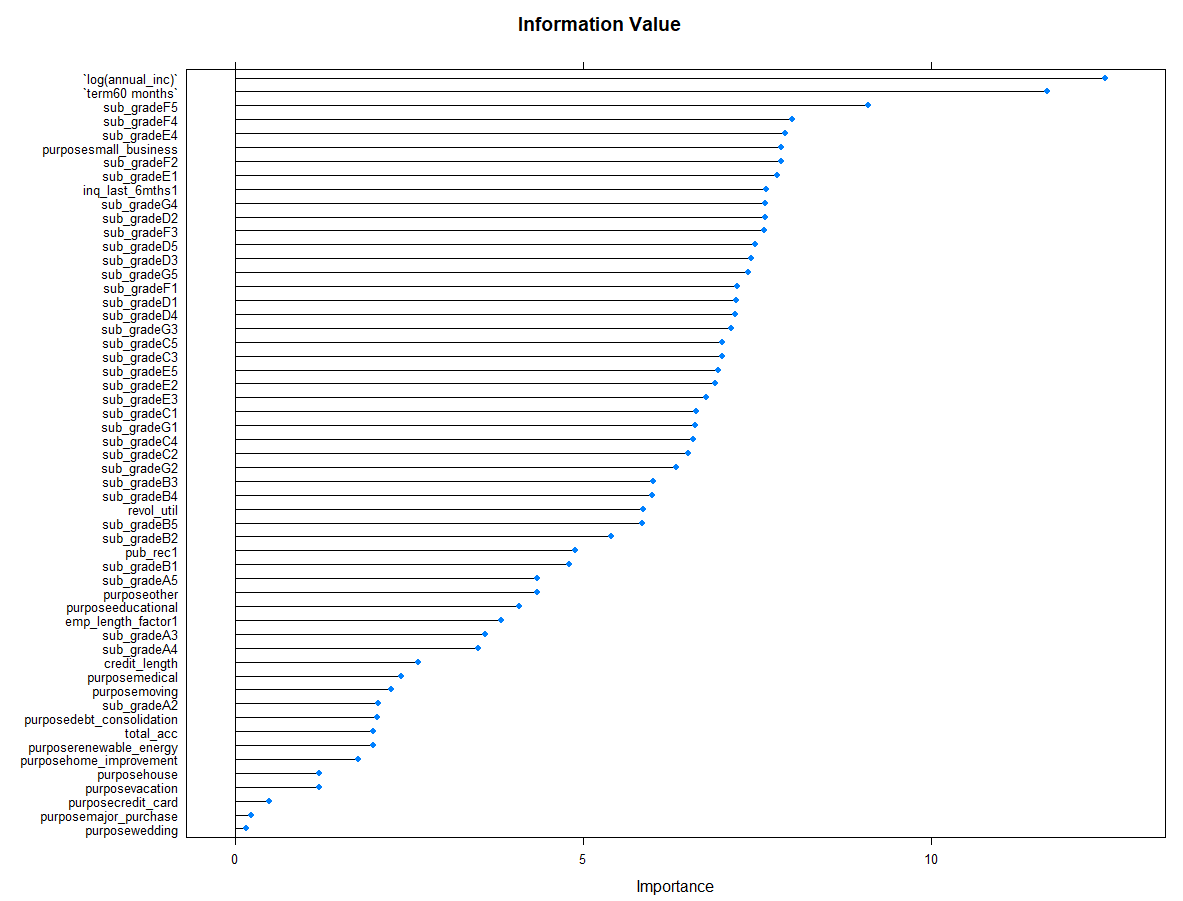 Information Value
`log(annual_inc)`
`term60 months`
sub_gradeF5
sub_gradeF4
sub_gradeE4
purposesmall_business
sub_gradeF2
sub_gradeE1
inq_last_6mths1
sub_gradeG4
sub_gradeD2
sub_gradeF3
sub_gradeD5
sub_gradeD3
sub_gradeG5
sub_gradeF1
sub_gradeD1
sub_gradeD4
sub_gradeG3
sub_gradeC5
sub_gradeC3
sub_gradeE5
sub_gradeE2
sub_gradeE3
sub_gradeC1
sub_gradeG1
sub_gradeC4
sub_gradeC2
sub_gradeG2
sub_gradeB3
sub_gradeB4
revol_util
sub_gradeB5
sub_gradeB2
pub_rec1
sub_gradeB1
sub_gradeA5
purposeother
purposeeducational
emp_length_factor1
sub_gradeA3
sub_gradeA4
credit_length
purposemedical
purposemoving
sub_gradeA2
purposedebt_consolidation
total_acc
purposerenewable_energy
purposehome_improvement
purposehouse
purposevacation
purposecredit_card
purposemajor_purchase
purposewedding
0 5 10
Importance